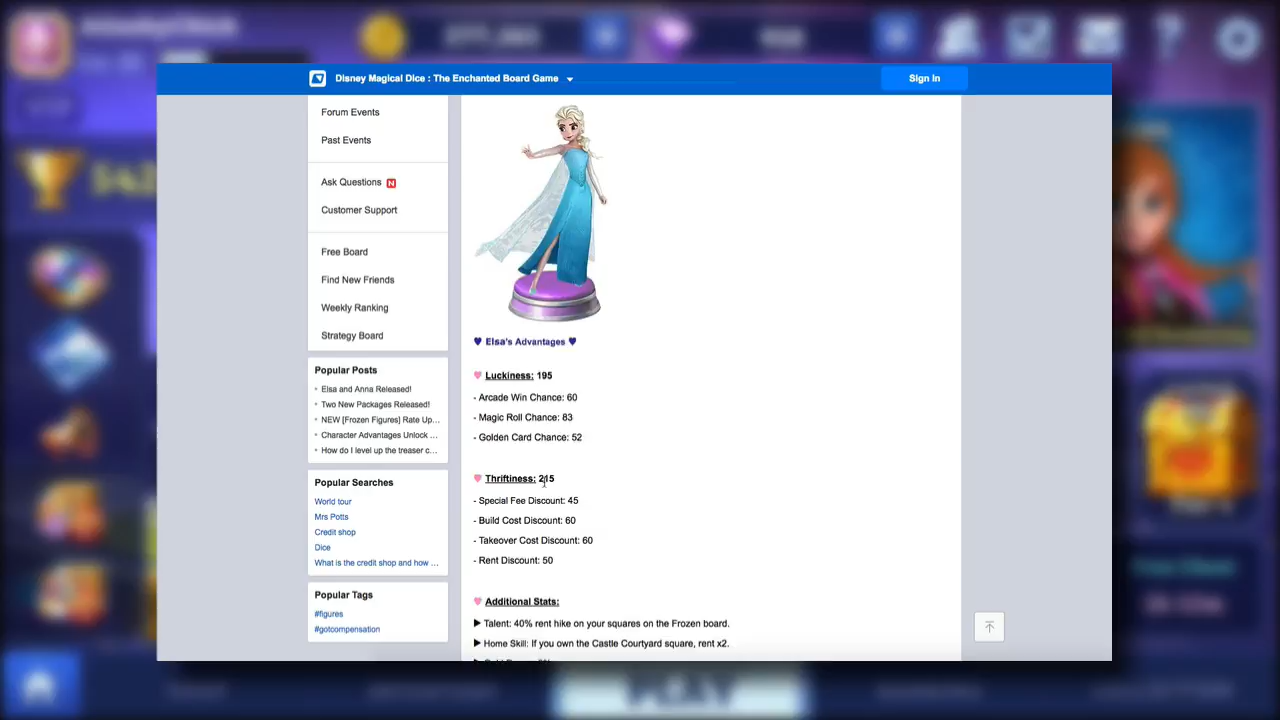 Disney Magical Dice : The Enchanted Board Game
Sign in
Forum Events
Past Events
Ask Questions N
Customer Support
Free Board
Find New Friends
Weekly Ranking
Strategy Board
Popular Posts
Elsa and Anna Released!
Two New Packages Released!
NEW [Frozen Figures] Rate Up...
Character Advantages Unlock ...
How do I level up the treaser c...
Popular Searches
World tour
Mrs Potts
Credit shop
Dice
What is the credit shop and how ...
Popular Tags
#figures
#gotcompensation
♥ Elsa's Advantages ♥
Luckiness: 195
- Arcade Win Chance: 60
- Magic Roll Chance: 83
- Golden Card Chance: 52
Thriftiness: 215
- Special Fee Discount: 45
- Build Cost Discount: 60
- Takeover Cost Discount: 60
- Rent Discount: 50
Additional Stats:
▶ Talent: 40% rent hike on your squares on the Frozen board.
▶ Home Skill: If you own the Castle Courtyard square, rent x2.
PLAY